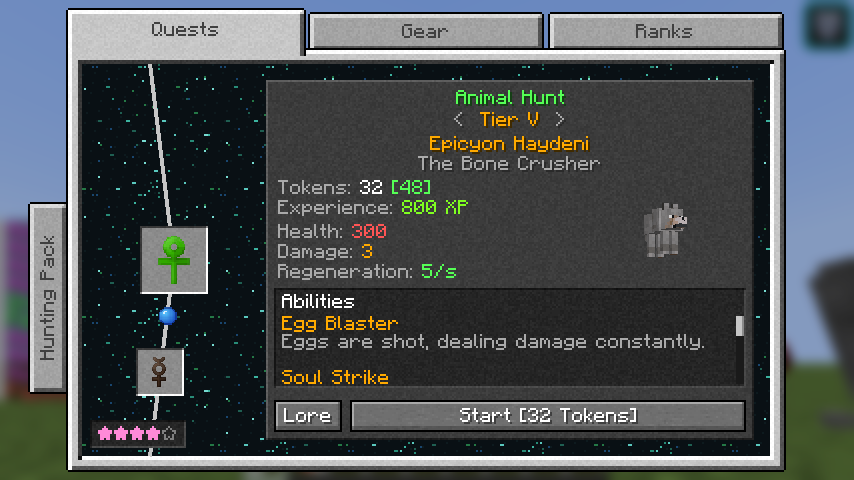 Quests
Gear
Ranks
Hunting Pack
Animal Hunt
< Tier V >
Epicyon Haydeni
The Bone Crusher
Tokens: 32 [48]
Experience: 800 XP
Health: 300
Damage: 3
Regeneration: 5/s
Abilities
Egg Blaster
Eggs are shot, dealing damage constantly.
Soul Strike
Lore
Start [32 Tokens]